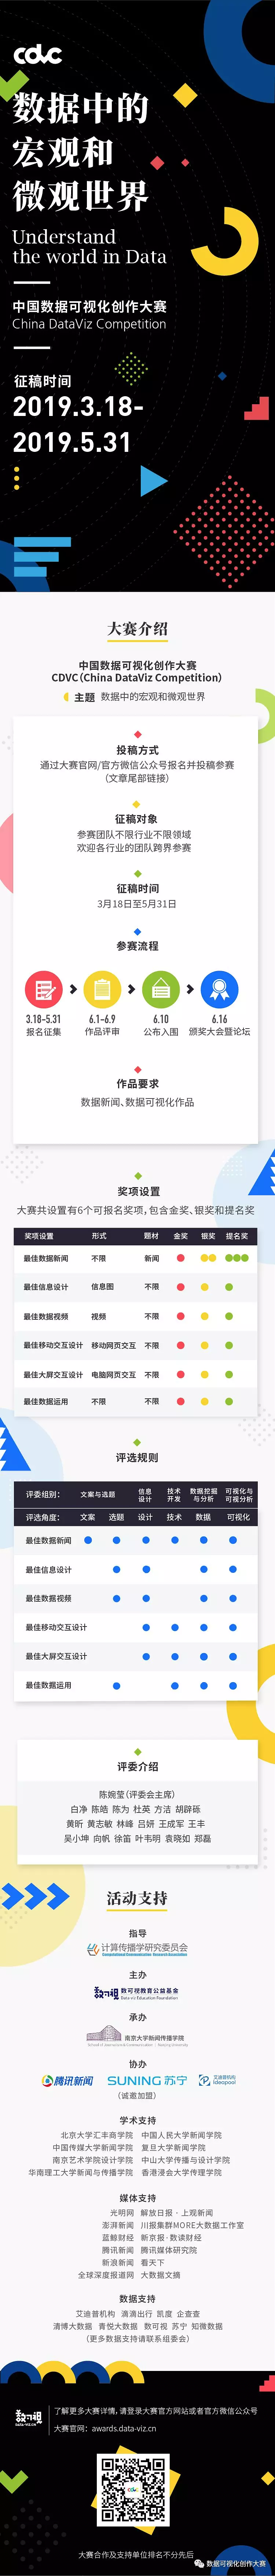 cdvc
数据中的
宏观和
微观世界
Understand
the world in Data
中国数据可视化创作大赛
China DataViz Competition
征稿时间
2019.3.18-
2019.5.31
大赛介绍
中国数据可视化创作大赛
CDVC(China DataViz Competition)
主题 数据中的宏观和微观世界
投稿方式
通过大赛官网/官方微信公众号报名并投稿参赛
(文章尾部链接)
征稿对象
参赛团队不限行业不限领域
欢迎各行业的团队跨界参赛
征稿时间
3月18日至5月31日
参赛流程
3.18-5.31 6.1-6.9 6.10 6.16
报名征集 作品评审 公布入围 颁奖大会暨论坛
作品要求
数据新闻、数据可视化作品
奖项设置
大赛共设置有6个可报名奖项,包含金奖、银奖和提名奖
奖项设置 形式 题材 金奖 银奖 提名奖
最佳数据新闻 不限 新闻
最佳信息设计 信息图 不限
最佳数据视频 视频 不限
最佳移动交互设计 移动网页交互 不限
最佳大屏交互设计 电脑网页交互 不限
最佳数据运用 不限 不限
评选规则
评委组别: 文案与选题 信息设计 技术开发 数据挖掘与分析 可视化与可视分析
评选角度: 文案 选题 设计 技术 数据 可视化
最佳数据新闻
最佳信息设计
最佳数据视频
最佳移动交互设计
最佳大屏交互设计
最佳数据运用
评委介绍
陈婉莹(评委会主席)
白净 陈皓 陈为 杜英 方洁 胡辟砾
黄昕 黄志敏 林峰 吕妍 王成军 王丰
吴小坤 向帆 徐笛 叶韦明 袁晓如 郑磊
活动支持
指导
计算传播学研究委员会
主办
数可视教育公益基金
Data viz Education Foundation
承办
南京大学新闻传播学院
协办
腾讯新闻 SUNING 苏宁 艾迪普机构 Ideapool
(诚邀加盟)
学术支持
北京大学汇丰商学院 中国人民大学新闻学院
中国传媒大学新闻学院 复旦大学新闻学院
南京艺术学院设计学院 中山大学传播与设计学院
华南理工大学新闻与传播学院 香港浸会大学传理学院
媒体支持
光明网 解放日报·上观新闻
澎湃新闻 川报集群MORE大数据工作室
蓝鲸财经 新京报·数读财经
腾讯新闻 腾讯媒体研究院
新浪新闻 看天下
全球深度报道网 大数据文摘
数据支持
艾迪普机构 滴滴出行 凯度 企查查
清博大数据 青悦大数据 数可视 苏宁 知微数据
(更多数据支持请联系组委会)
数可视
DATA-VIZ.CN
了解更多大赛详情,请登录大赛官方网站或者官方微信公众号
大赛官网: awards.data-viz.cn
cdvc
数据可视化创作大赛
大赛合作及支持单位排名不分先后